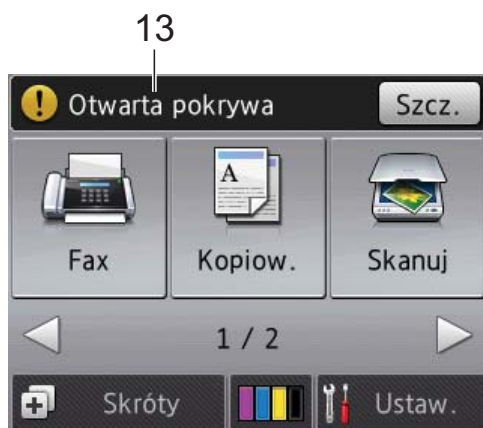 13
Otwarta pokrywa Szcz.
A
Fax Kopiow. Skanuj
1 / 2
Skróty Ustaw.